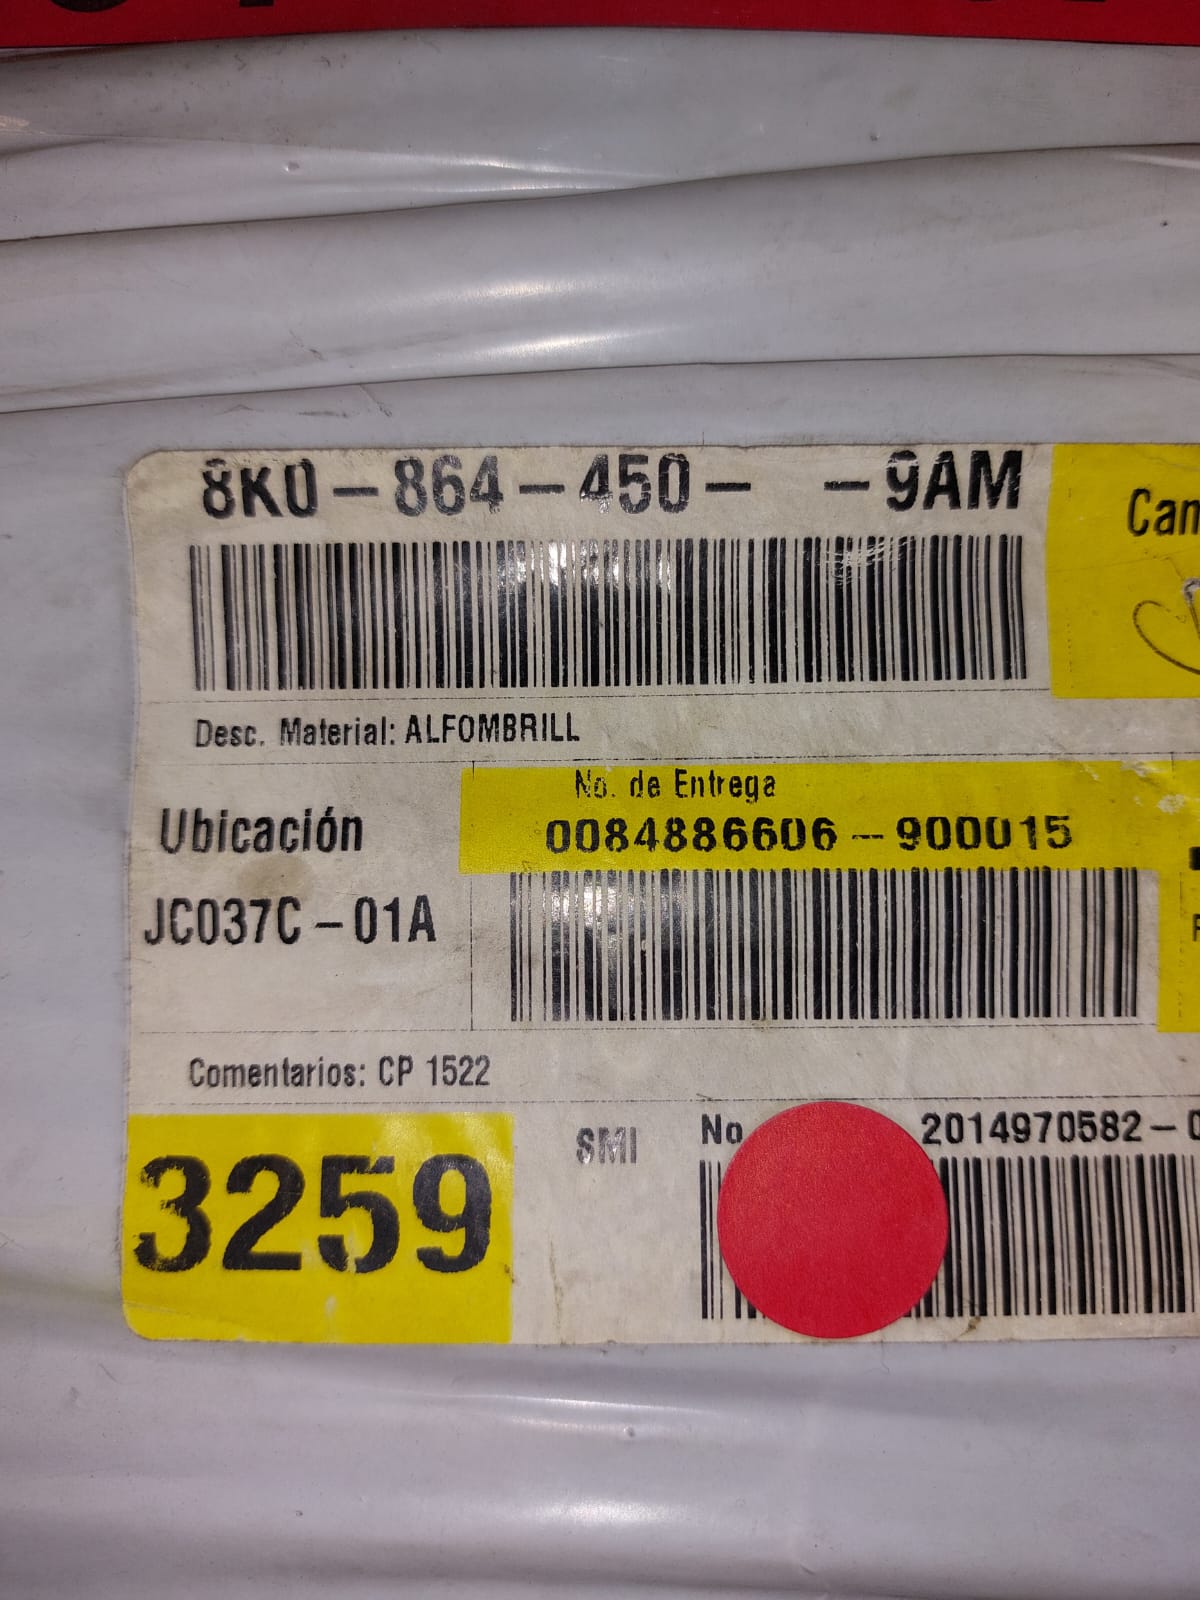 8K0-864-450- -9AM
Desc. Material: ALFOMBRILL
No. de Entrega
Ubicación
0084886606-900015
JC037C-01A
Comentarios: CP 1522
SMI
No
2014970582-0
3259